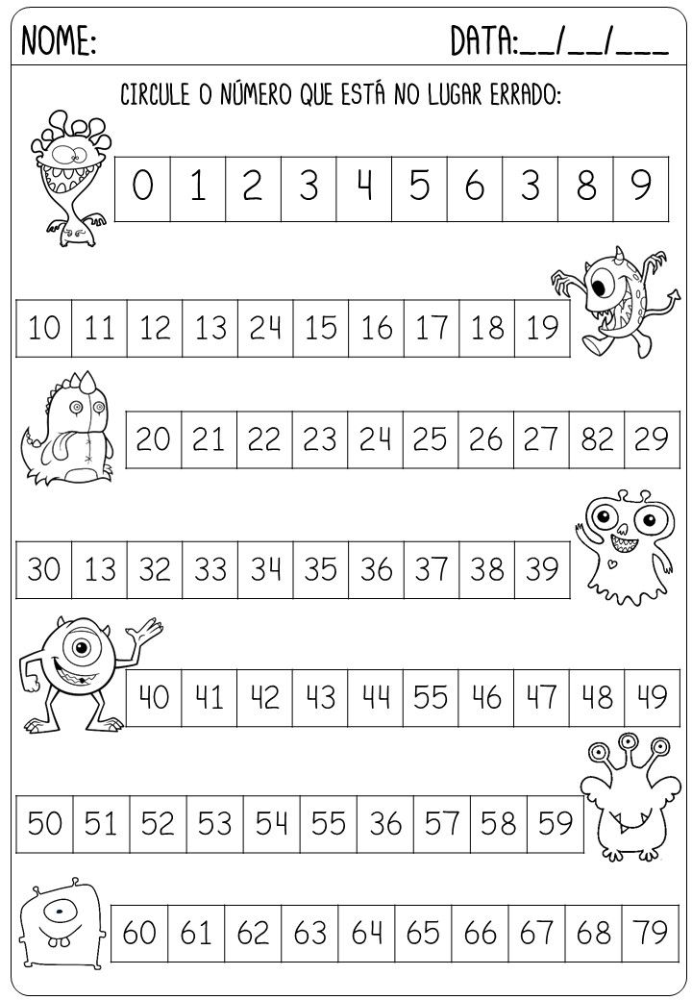 NOME: DATA:__/__/___
CIRCULE O NÚMERO QUE ESTÁ NO LUGAR ERRADO:
0 1 2 3 4 5 6 3 8 9
10 11 12 13 24 15 16 17 18 19
20 21 22 23 24 25 26 27 82 29
30 13 32 33 34 35 36 37 38 39
40 41 42 43 44 55 46 47 48 49
50 51 52 53 54 55 36 57 58 59
60 61 62 63 64 65 66 67 68 79